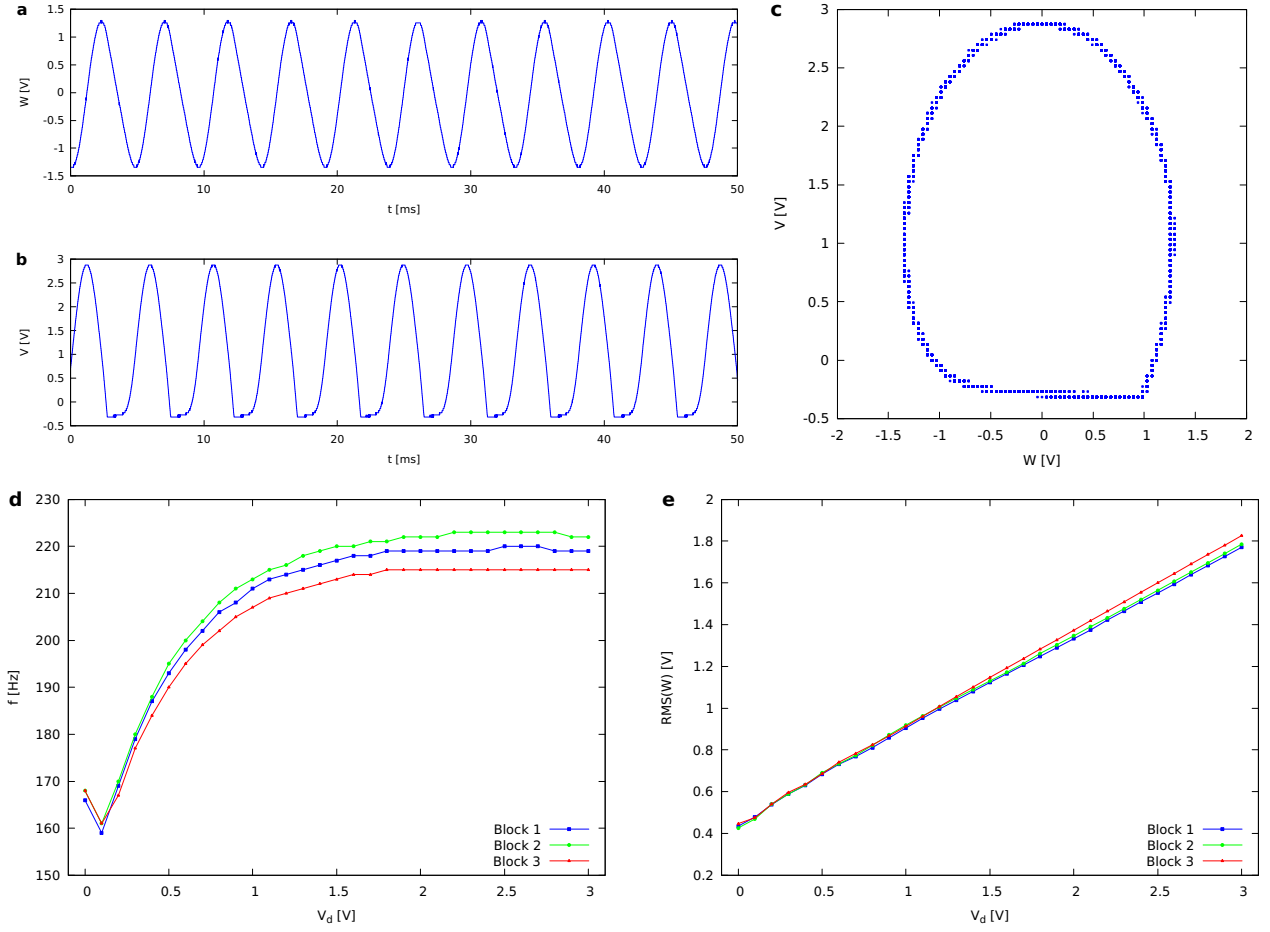 a
W [V]
1.5
1
0.5
0
-0.5
-1
-1.5
0 10 20 30 40 50
t [ms]
b
V [V]
3
2.5
2
1.5
1
0.5
0
-0.5
0 10 20 30 40 50
t [ms]
c
V [V]
3
2.5
2
1.5
1
0.5
0
-0.5
-2 -1.5 -1 -0.5 0 0.5 1 1.5 2
W [V]
d
f [Hz]
230
220
210
200
190
180
170
160
150
Block 1
Block 2
Block 3
0 0.5 1 1.5 2 2.5 3
V_d [V]
e
RMS(W) [V]
2
1.8
1.6
1.4
1.2
1
0.8
0.6
0.4
0.2
Block 1
Block 2
Block 3
0 0.5 1 1.5 2 2.5 3
V_d [V]